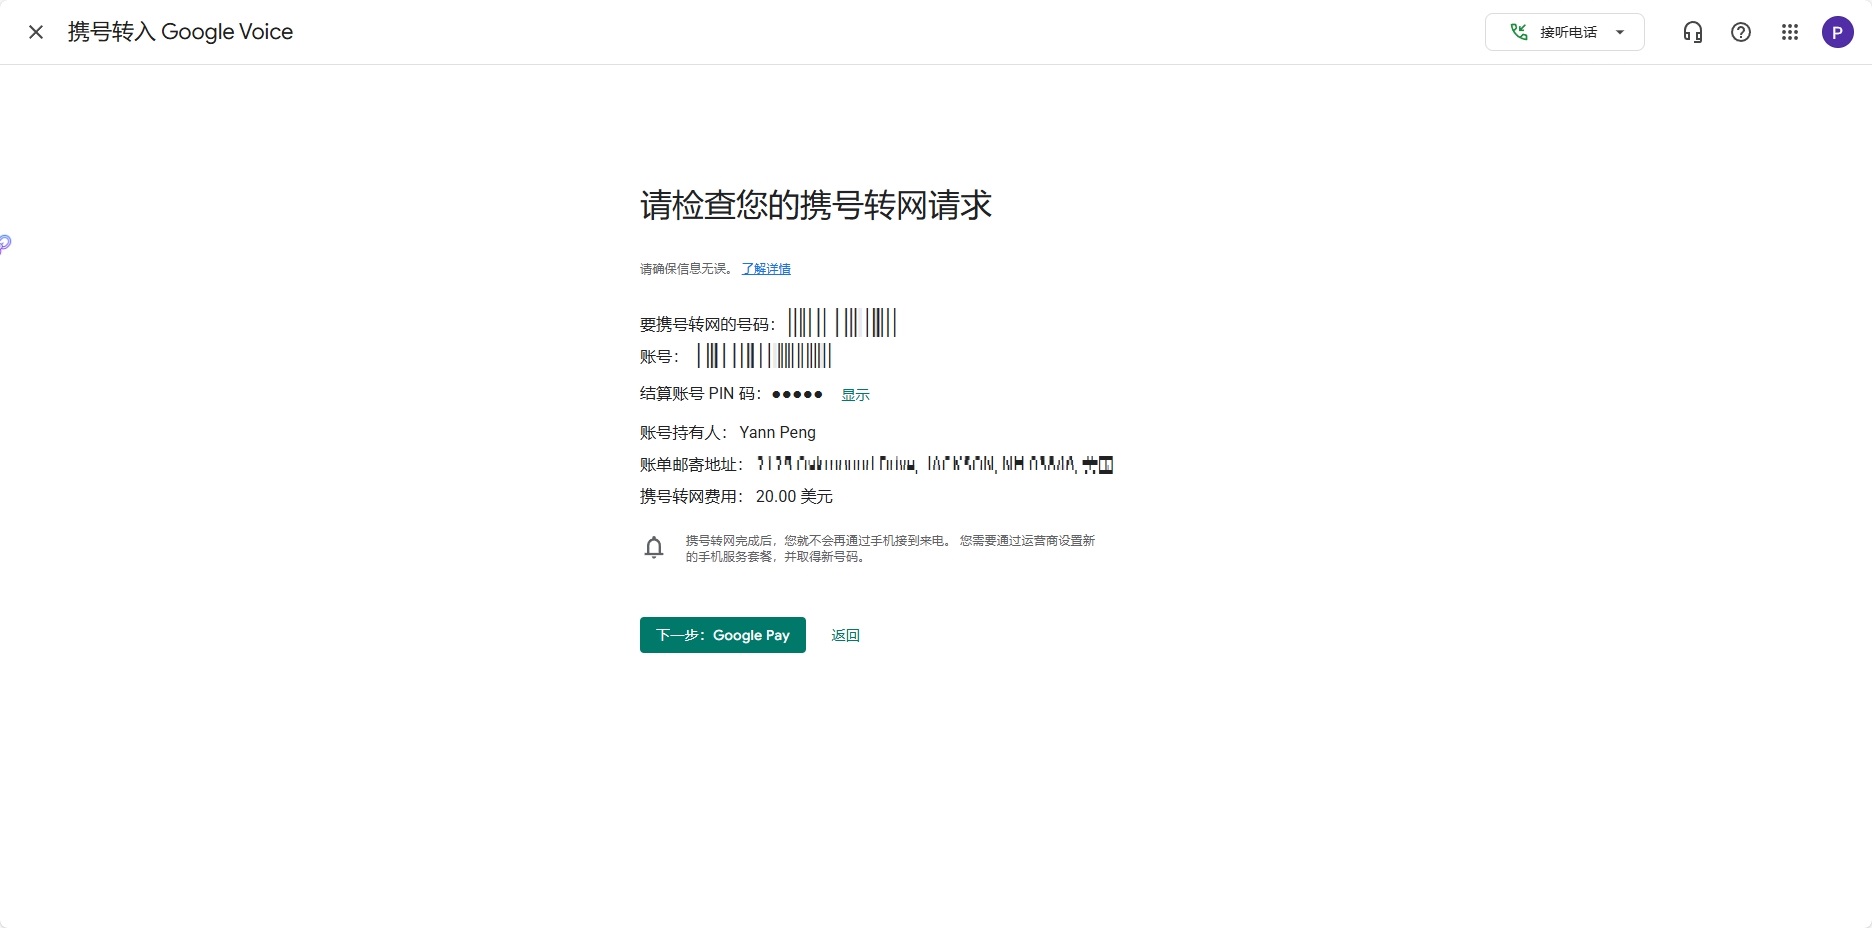 携号转入 Google Voice
接听电话
P
请检查您的携号转网请求
请确保信息无误。 了解详情
要携号转网的号码：
账号：
结算账号 PIN 码：●●●●● 显示
账号持有人： Yann Peng
账单邮寄地址：
携号转网费用： 20.00 美元
携号转网完成后，您就不会再通过手机接到来电。 您需要通过运营商设置新
的手机服务套餐，并取得新号码。
下一步：Google Pay
返回